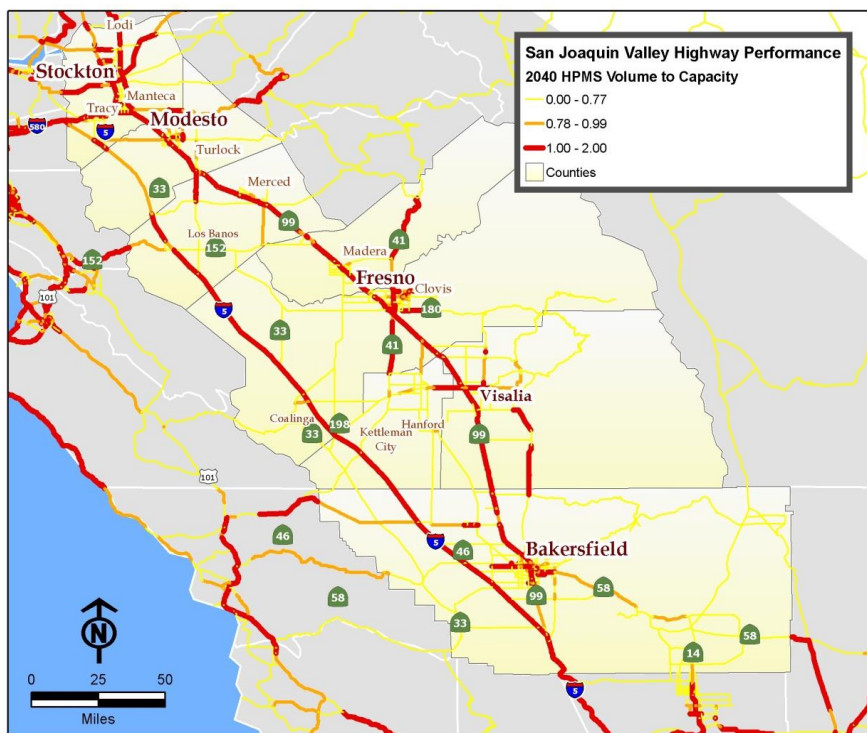 San Joaquin Valley Highway Performance
2040 HPMS Volume to Capacity
0.00 - 0.77
0.78 - 0.99
1.00 - 2.00
Counties
Lodi
Stockton
Manteca
Tracy
580
5
Modesto
Turlock
33
Merced
99
Los Banos
152
152
41
Madera
101
Fresno
Clovis
5
180
33
41
Visalia
Coalinga
198
Hanford
33
Kettleman
City
99
101
46
5
46
Bakersfield
58
99
58
33
58
14
5
N
0 25 50
Miles